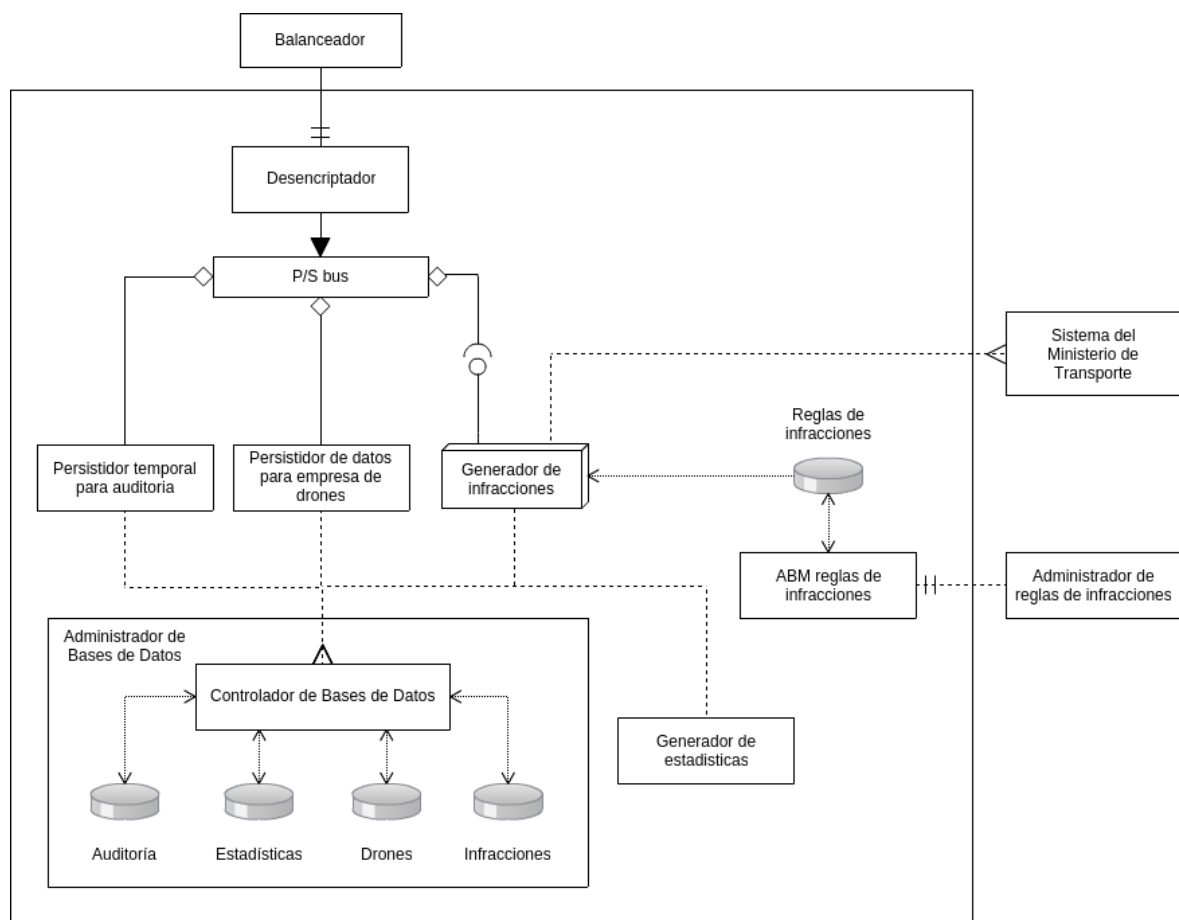 Balanceador
Desencriptador
P/S bus
Sistema del
Ministerio de
Transporte
Reglas de
infracciones
Persistidor temporal
para auditoria
Persistidor de datos
para empresa de
drones
Generador de
infracciones
ABM reglas de
infracciones
Administrador de
reglas de infracciones
Administrador de
Bases de Datos
Controlador de Bases de Datos
Generador de
estadisticas
Auditoría
Estadísticas
Drones
Infracciones